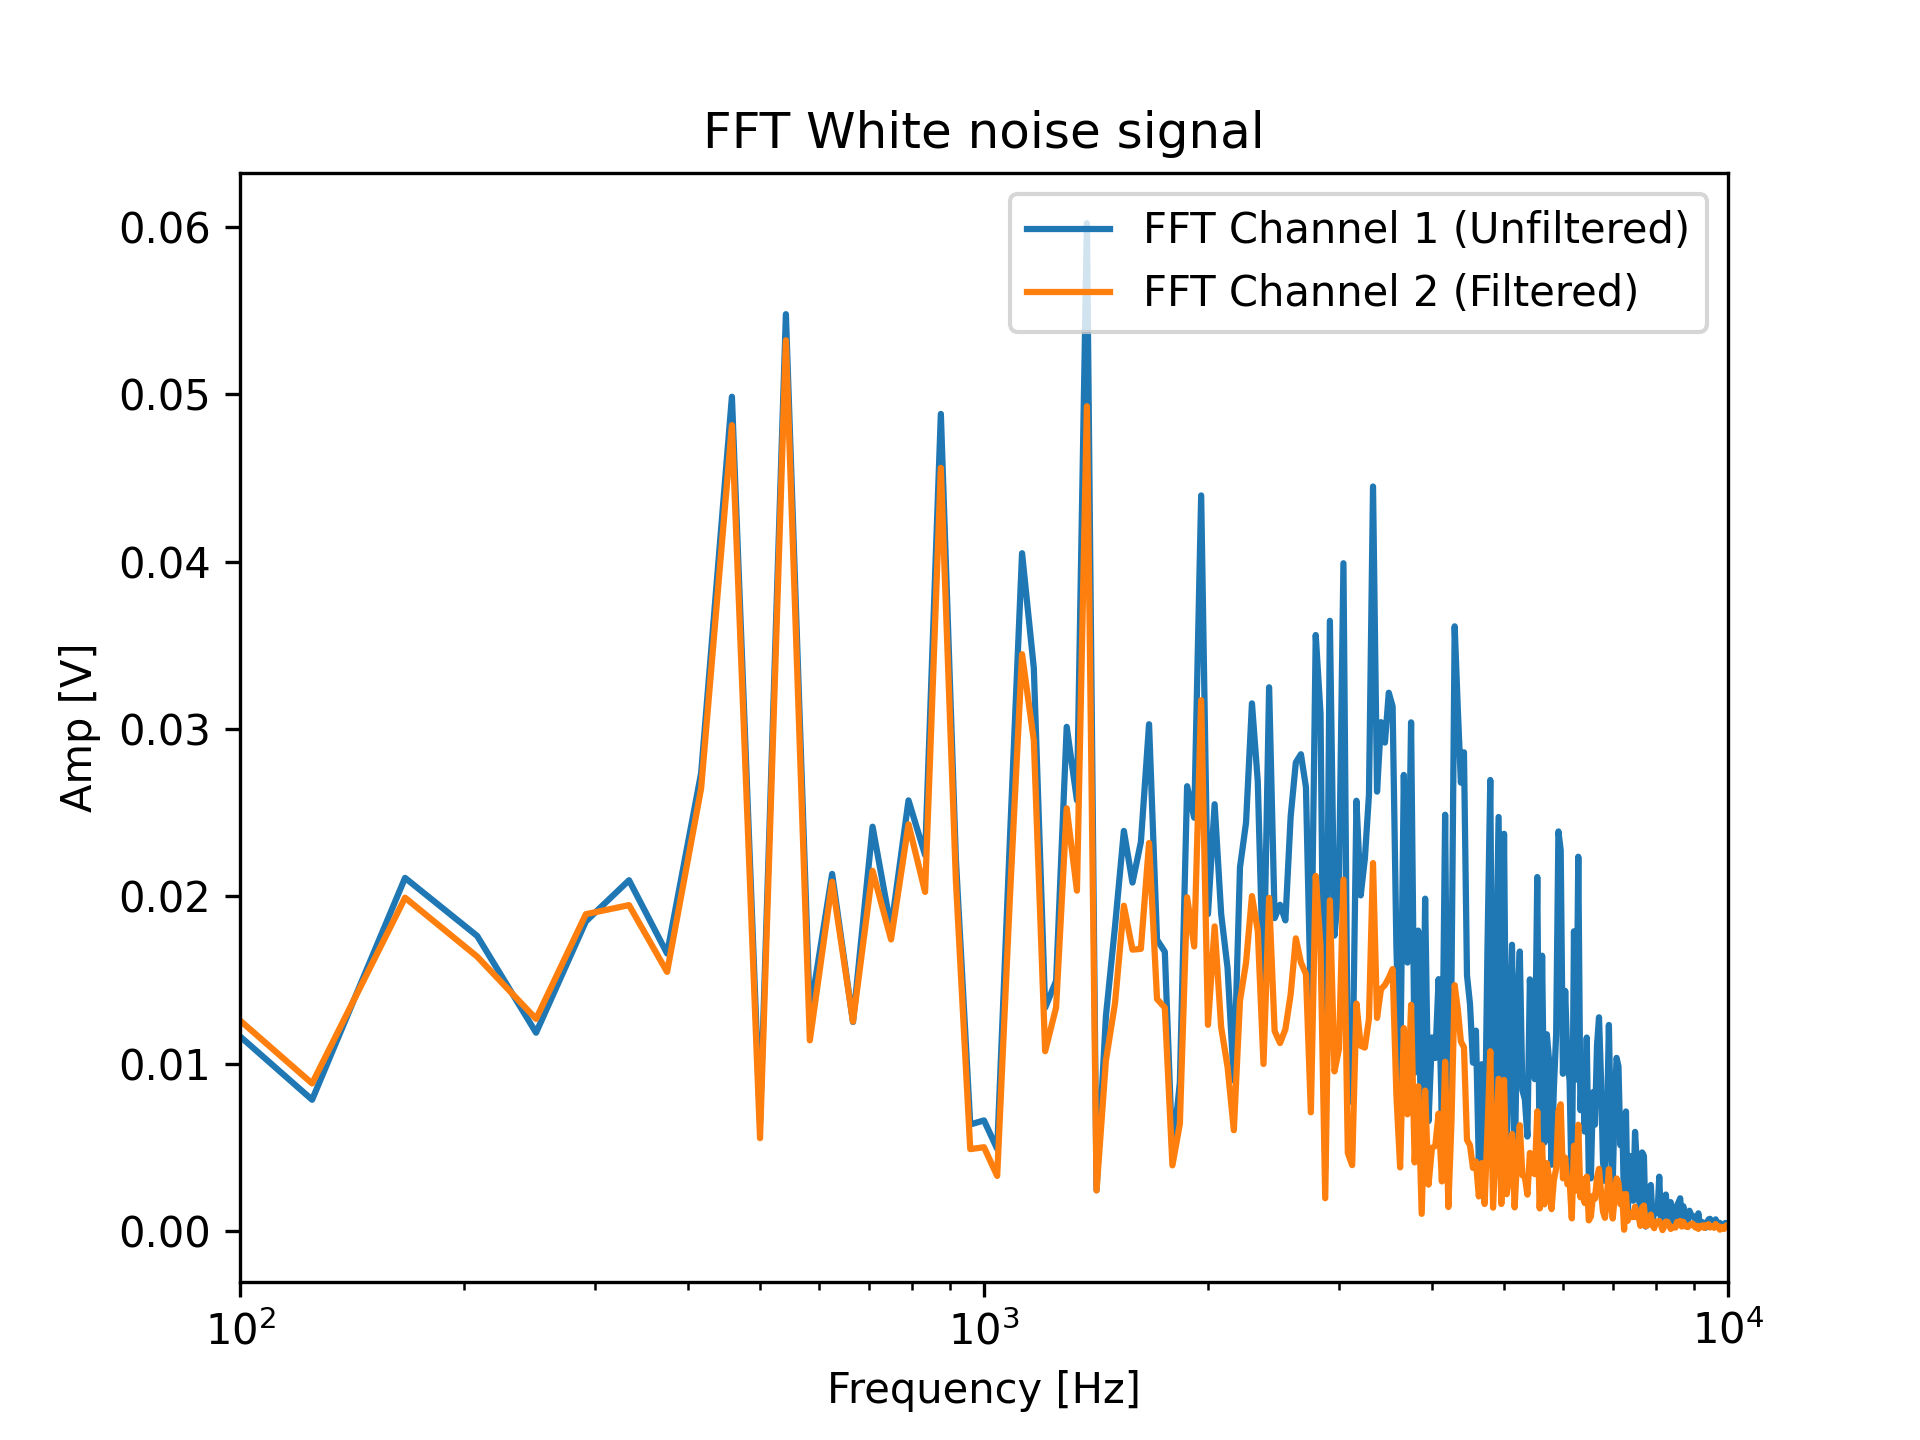 FFT White noise signal
FFT Channel 1 (Unfiltered)
FFT Channel 2 (Filtered)
0.06
0.05
0.04
0.03
0.02
0.01
0.00
Amp [V]
10²
10³
10⁴
Frequency [Hz]